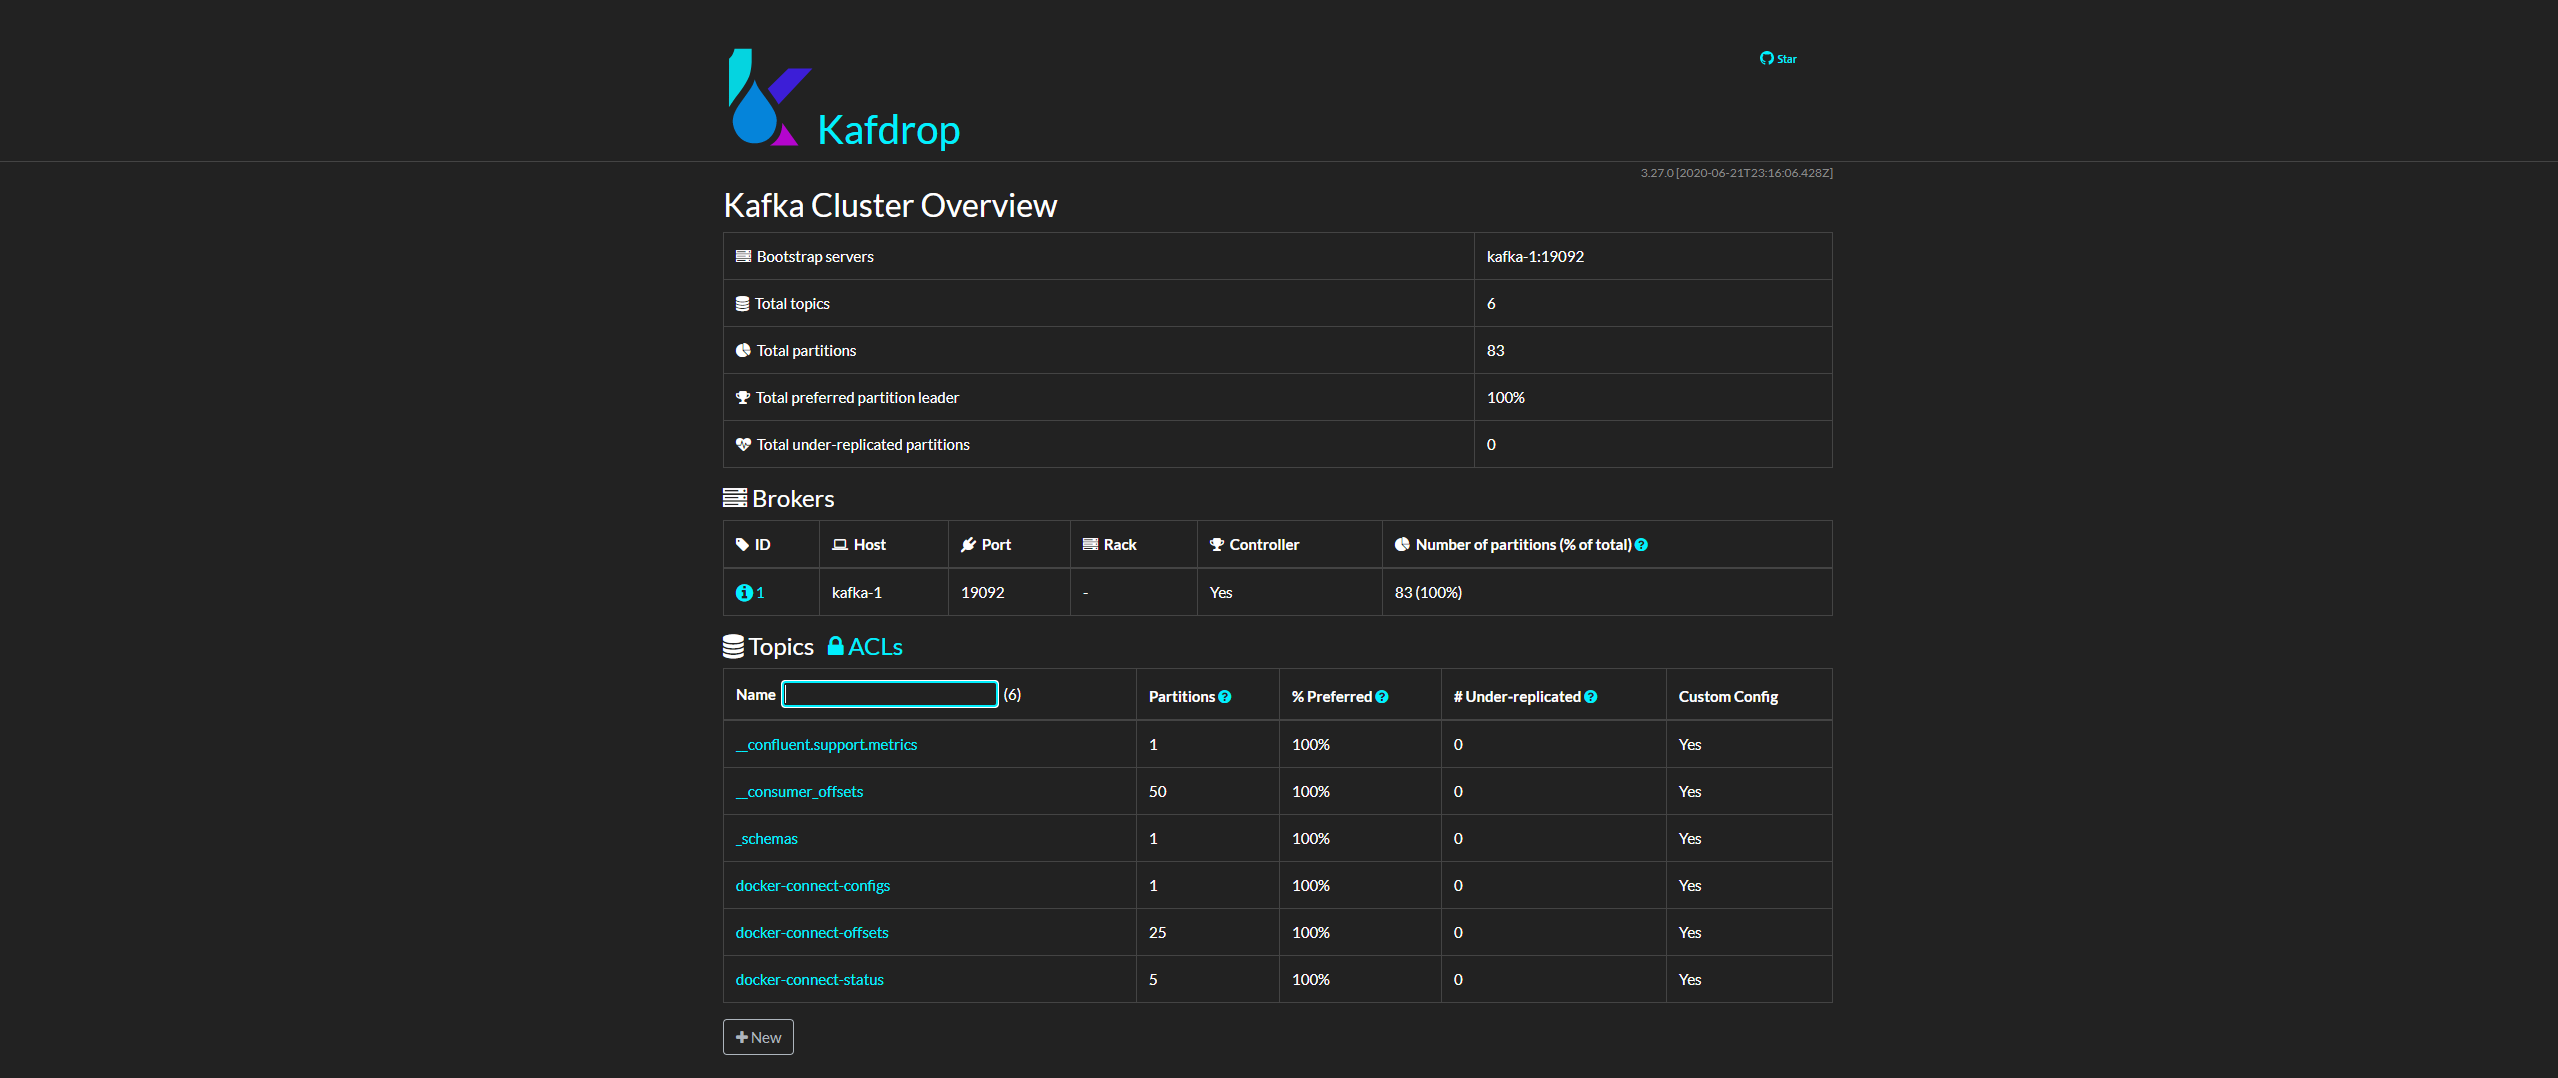 Star
Kafdrop
3.27.0 [2020-06-21T23:16:06.428Z]
Kafka Cluster Overview
Bootstrap servers kafka-1:19092
Total topics 6
Total partitions 83
Total preferred partition leader 100%
Total under-replicated partitions 0
Brokers
ID Host Port Rack Controller Number of partitions (% of total)
1 kafka-1 19092 - Yes 83 (100%)
Topics ACLs
Name (6) Partitions % Preferred # Under-replicated Custom Config
__confluent.support.metrics 1 100% 0 Yes
__consumer_offsets 50 100% 0 Yes
_schemas 1 100% 0 Yes
docker-connect-configs 1 100% 0 Yes
docker-connect-offsets 25 100% 0 Yes
docker-connect-status 5 100% 0 Yes
New